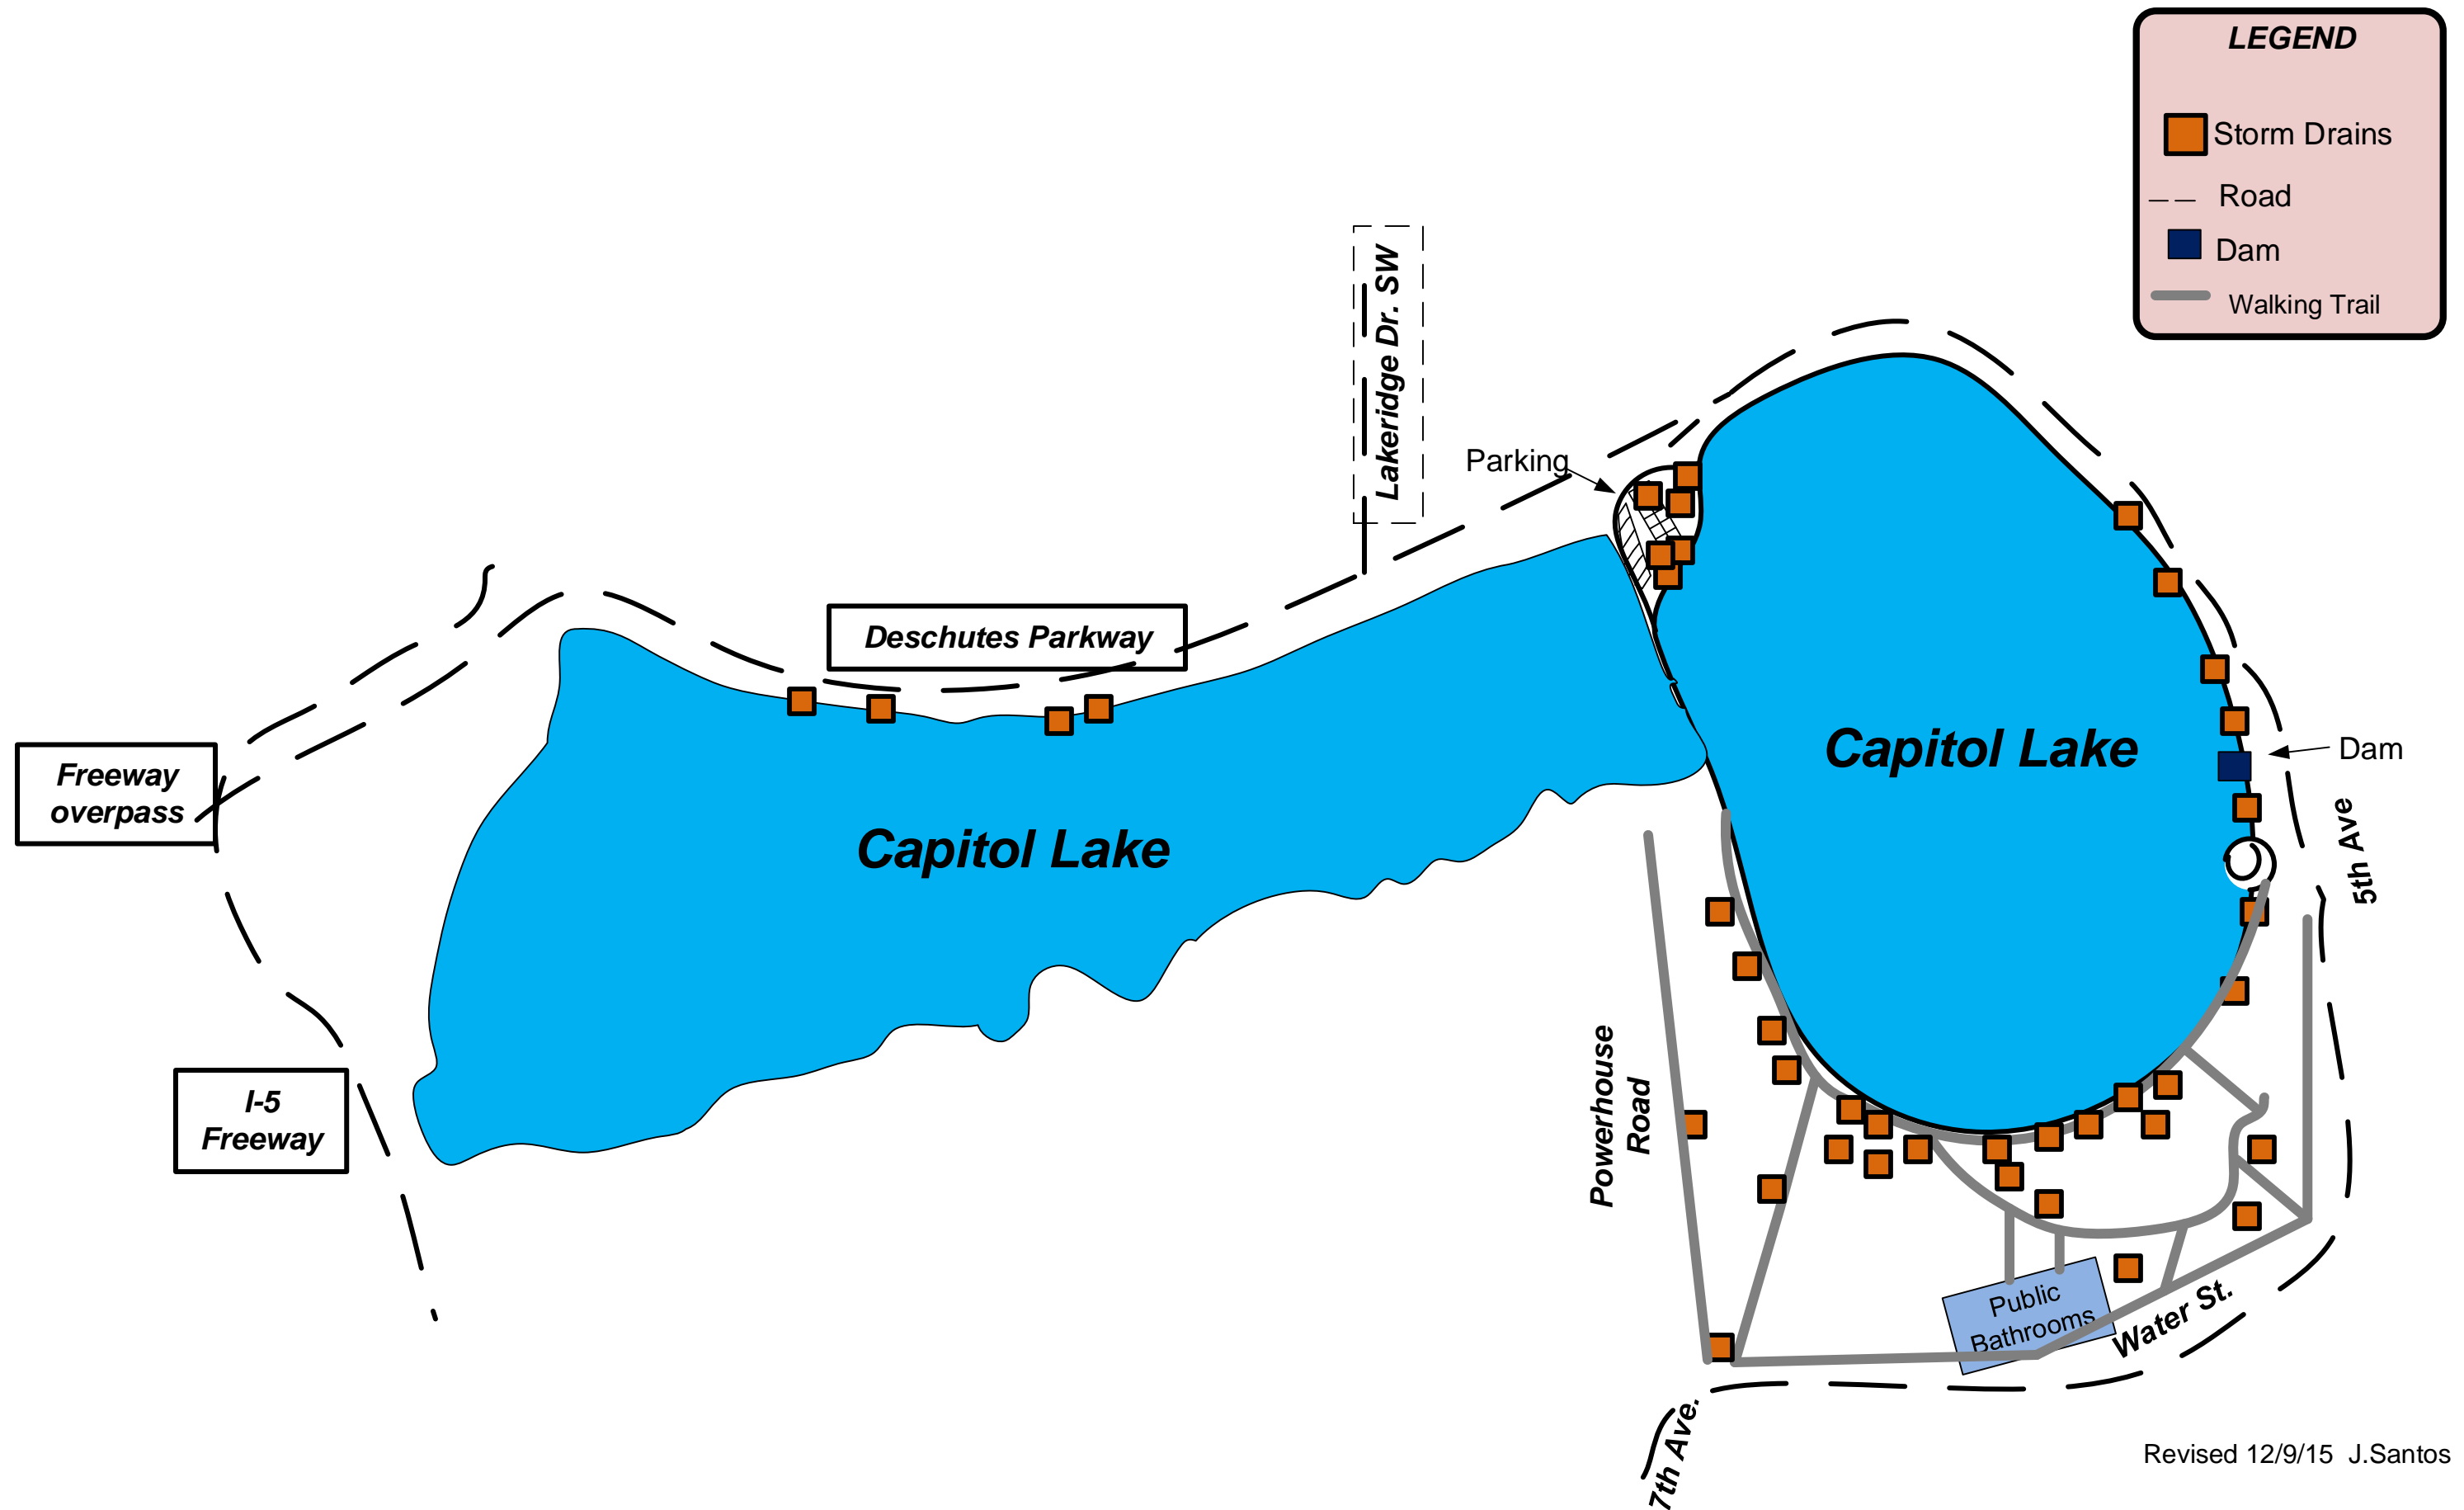 LEGEND
Storm Drains
Road
Dam
Walking Trail
Lakeridge Dr. SW
Parking
Deschutes Parkway
Freeway
overpass
Capitol Lake
Dam
Capitol Lake
5th Ave
I-5
Freeway
Powerhouse
Road
Public
Bathrooms
Water St.
7th Ave.
Revised 12/9/15 J.Santos